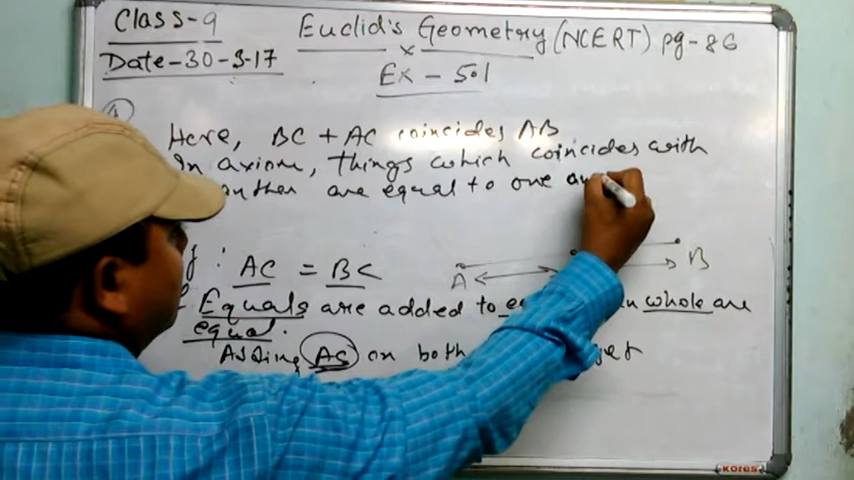 Class-9
Euclid's Geometry (NCERT) pg-86
Date-30-3-17
Ex - 5.1
Here, BC + AC coincides AB
In axiom, things which coincides with
are equal to one
AC = BC
A B
Equals are added to whole are
equal.
Adding AC on both
kores